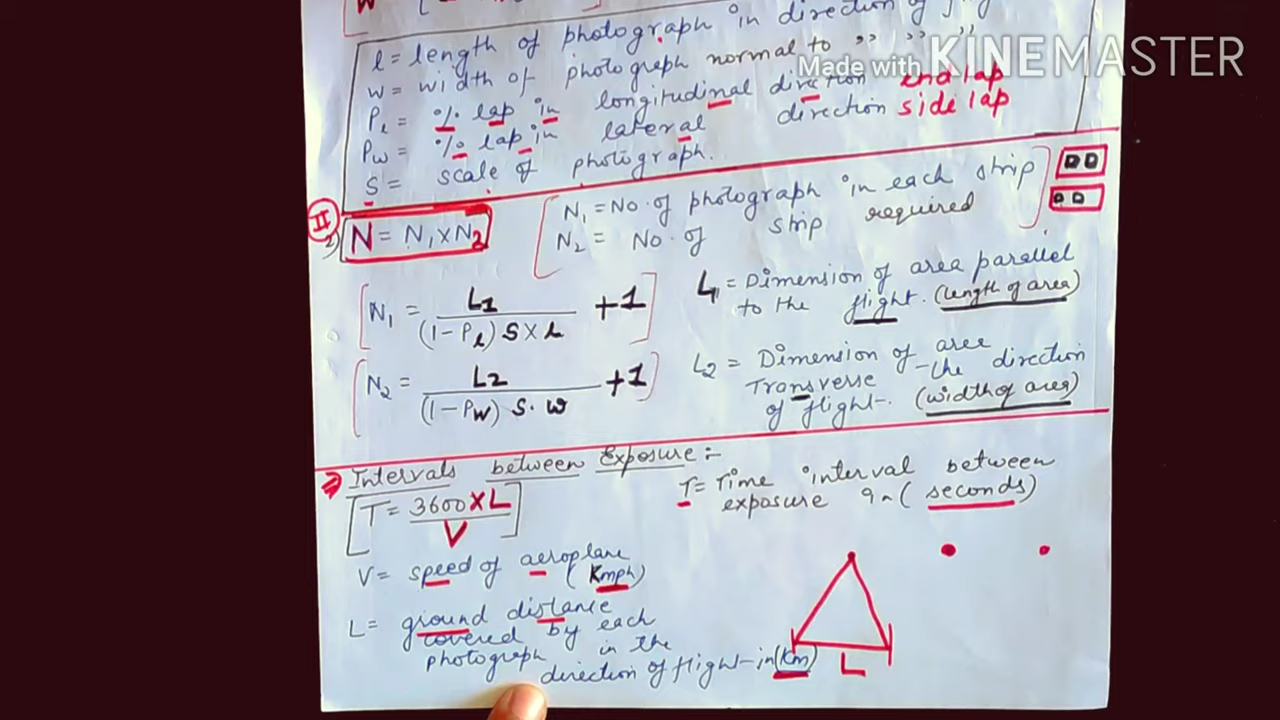 W [
l = length of photograph in direction of
w = width of photograph normal to " " "
Made with KINEMASTER
Pl = % lap in longitudinal direction end lap
Pw = % lap in lateral direction side lap
S = scale of photograph.
II
2) N = N1 x N2
N1 = No. of photograph in each strip
N2 = No. of strip required
N1 = L1 / (1 - Pl) S x l + 1
L1 = Dimension of area parallel
to the flight. (length of area)
N2 = L2 / (1 - Pw) S. w + 1
L2 = Dimension of area
Transverse the direction
of flight. (width of area)
Intervals between Exposure :-
T = 3600 x L / V
T = Time interval between
exposure in (seconds)
V = speed of aeroplane
(Kmph)
L = ground distance
covered by each
photograph in the
direction of flight in (Km)
L